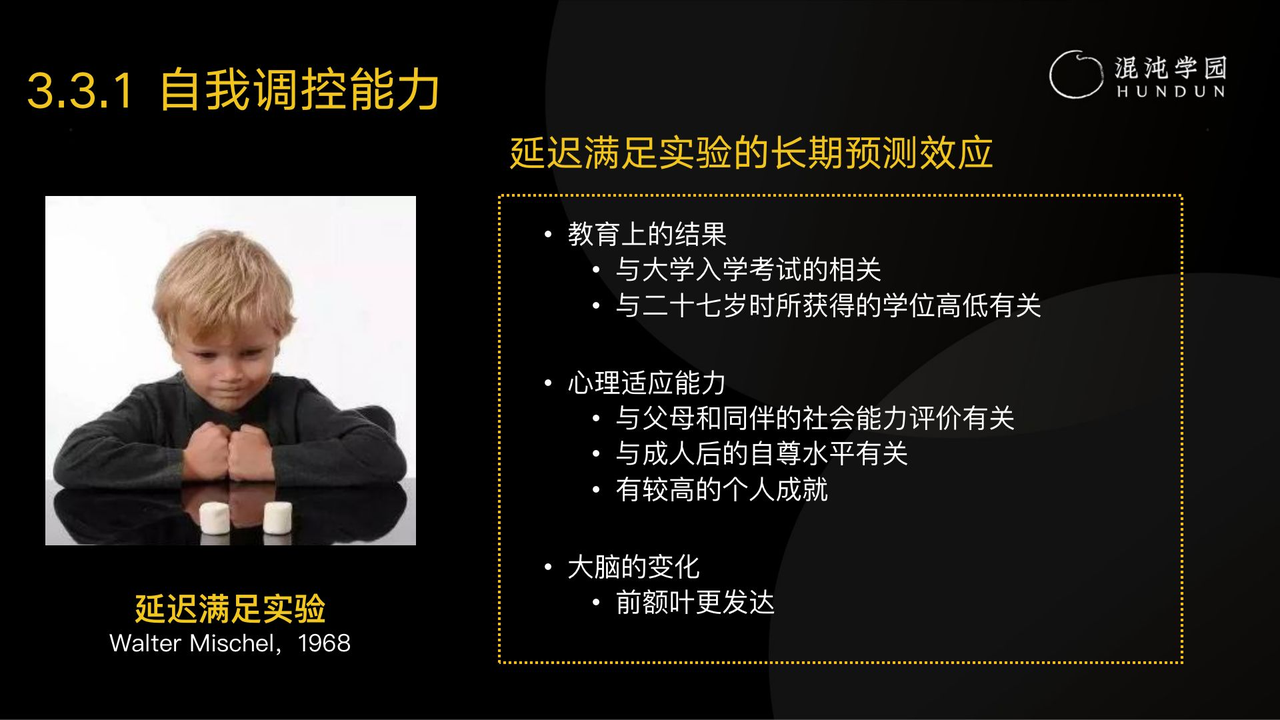 3.3.1 自我调控能力
混沌学园
HUNDUN
延迟满足实验的长期预测效应
• 教育上的结果
• 与大学入学考试的相关
• 与二十七岁时所获得的学位高低有关
• 心理适应能力
• 与父母和同伴的社会能力评价有关
• 与成人后的自尊水平有关
• 有较高的个人成就
• 大脑的变化
• 前额叶更发达
延迟满足实验
Walter Mischel，1968